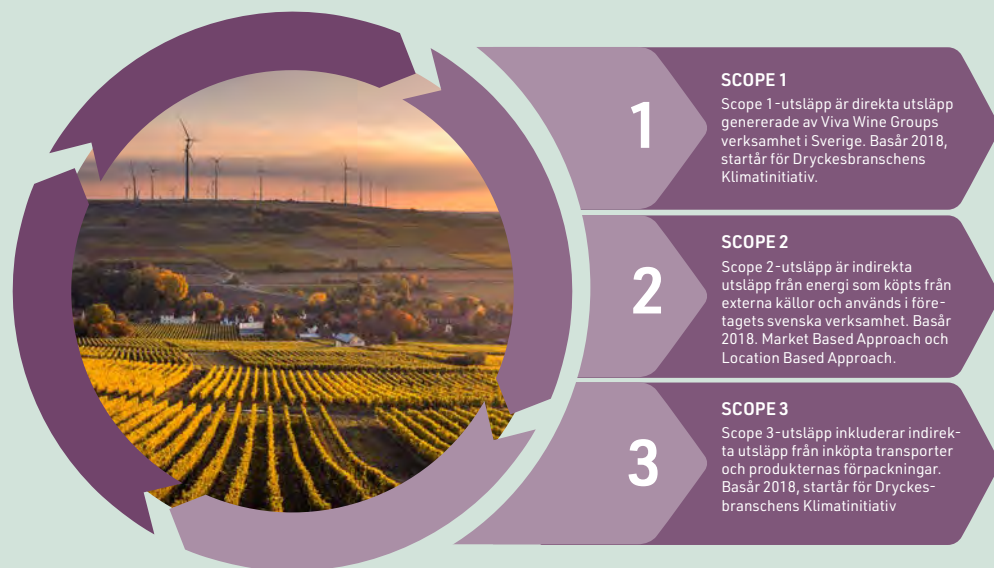 1
SCOPE 1
Scope 1-utsläpp är direkta utsläpp
genererade av Viva Wine Groups
verksamhet i Sverige. Basår 2018,
startår för Dryckesbranschens
Klimatinitiativ.
2
SCOPE 2
Scope 2-utsläpp är indirekta
utsläpp från energi som köpts från
externa källor och används i före-
tagets svenska verksamhet. Basår
2018. Market Based Approach och
Location Based Approach.
3
SCOPE 3
Scope 3-utsläpp inkluderar indirek-
ta utsläpp från inköpta transporter
och produkternas förpackningar.
Basår 2018, startår för Dryckes-
branschens Klimatinitiativ